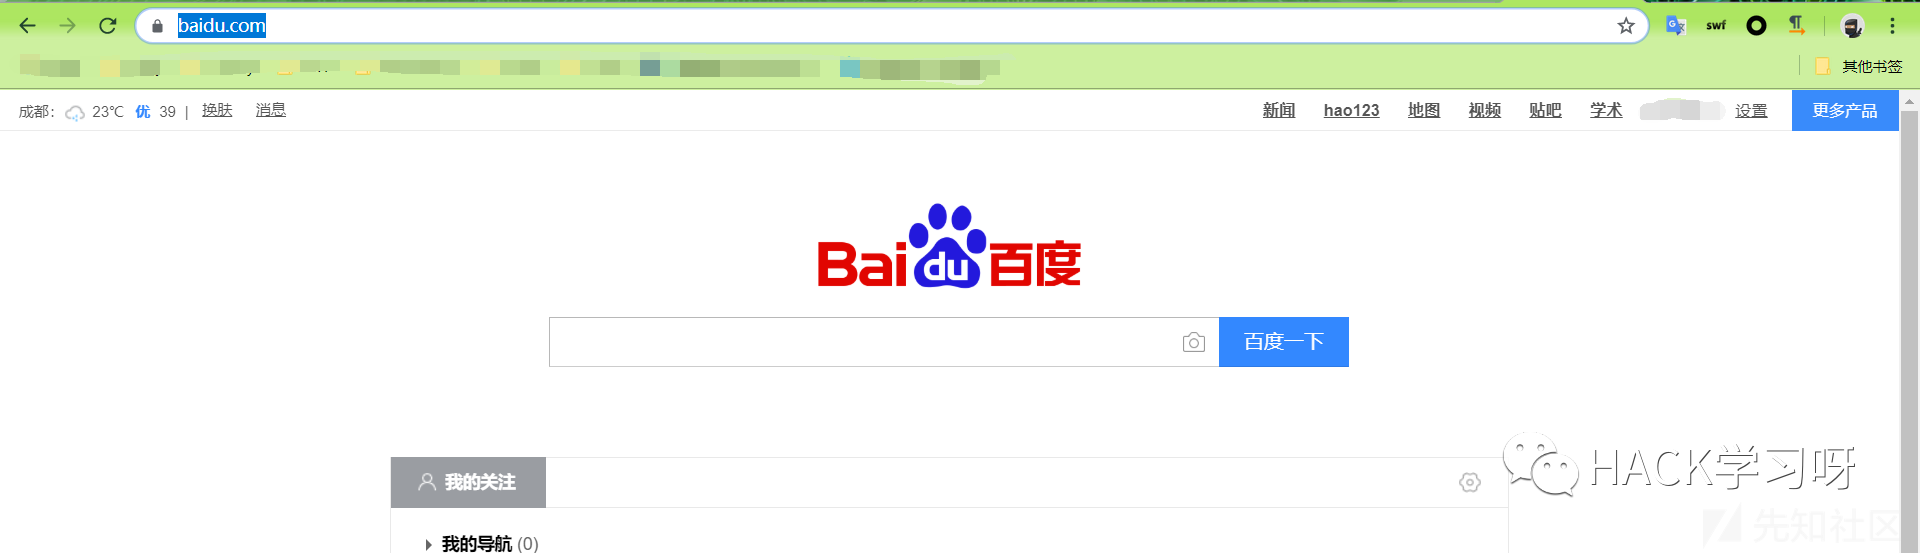 baidu.com
swf
其他书签
成都： 23℃ 优 39 | 换肤 消息
新闻 hao123 地图 视频 贴吧 学术 设置 更多产品
Bai du 百度
百度一下
我的关注
HACK学习呀
先知社区
我的导航 (0)